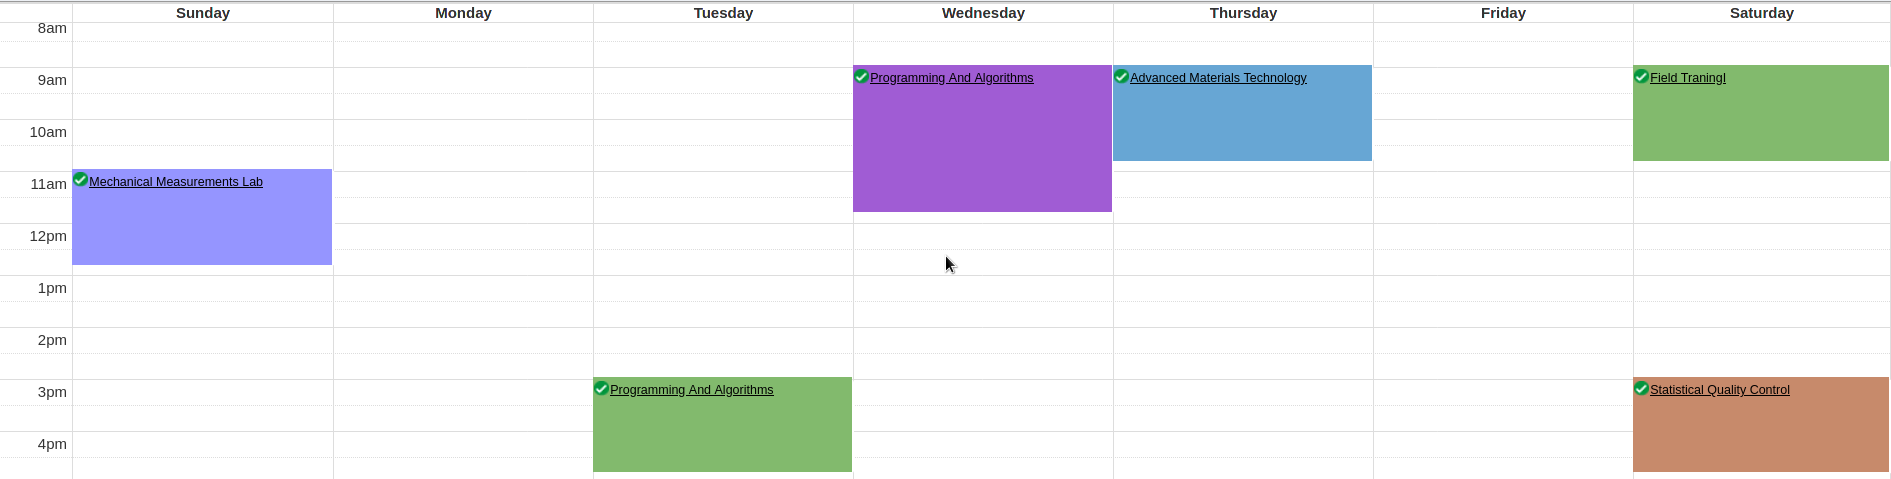 Sunday Monday Tuesday Wednesday Thursday Friday Saturday
8am
9am Programming And Algorithms Advanced Materials Technology Field Traningl
10am
11am Mechanical Measurements Lab
12pm
1pm
2pm
3pm Programming And Algorithms Statistical Quality Control
4pm